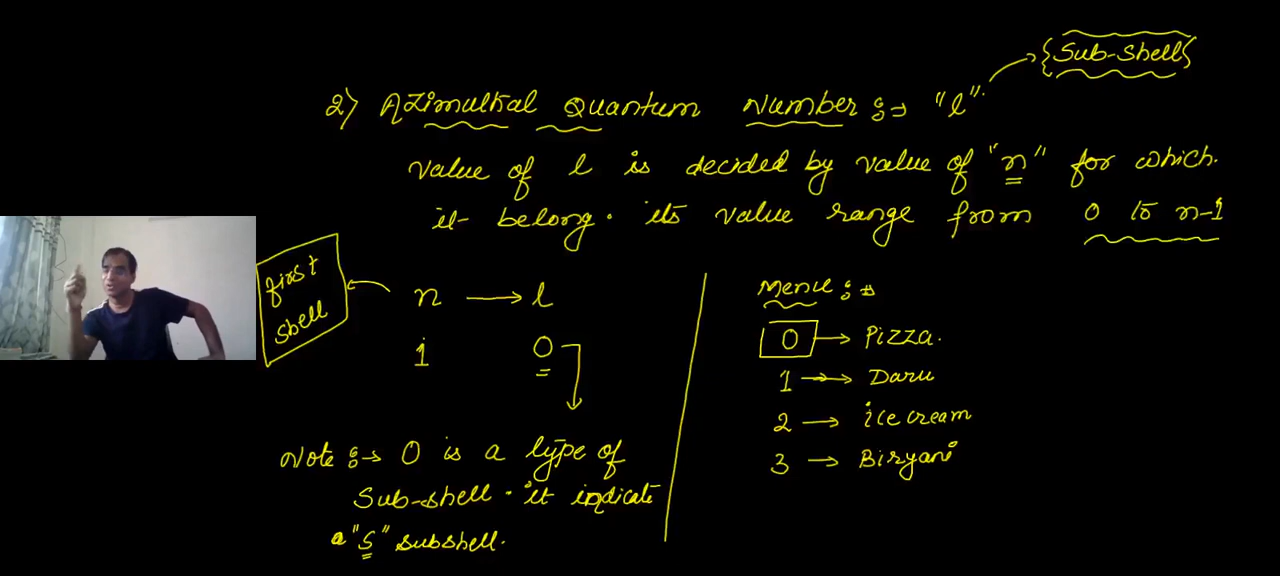 {Sub-Shell}
2) Azimuthal Quantum Number :→ "l"
value of l is decided by value of "n" for which
it belong. its value range from 0 to n-1
first
shell
n → l
1 0
Note :→ 0 is a type of
Sub-shell. it indicate
a "S" subshell.
Menu :→
0 → Pizza.
1 → Daru
2 → ice cream
3 → Biryani